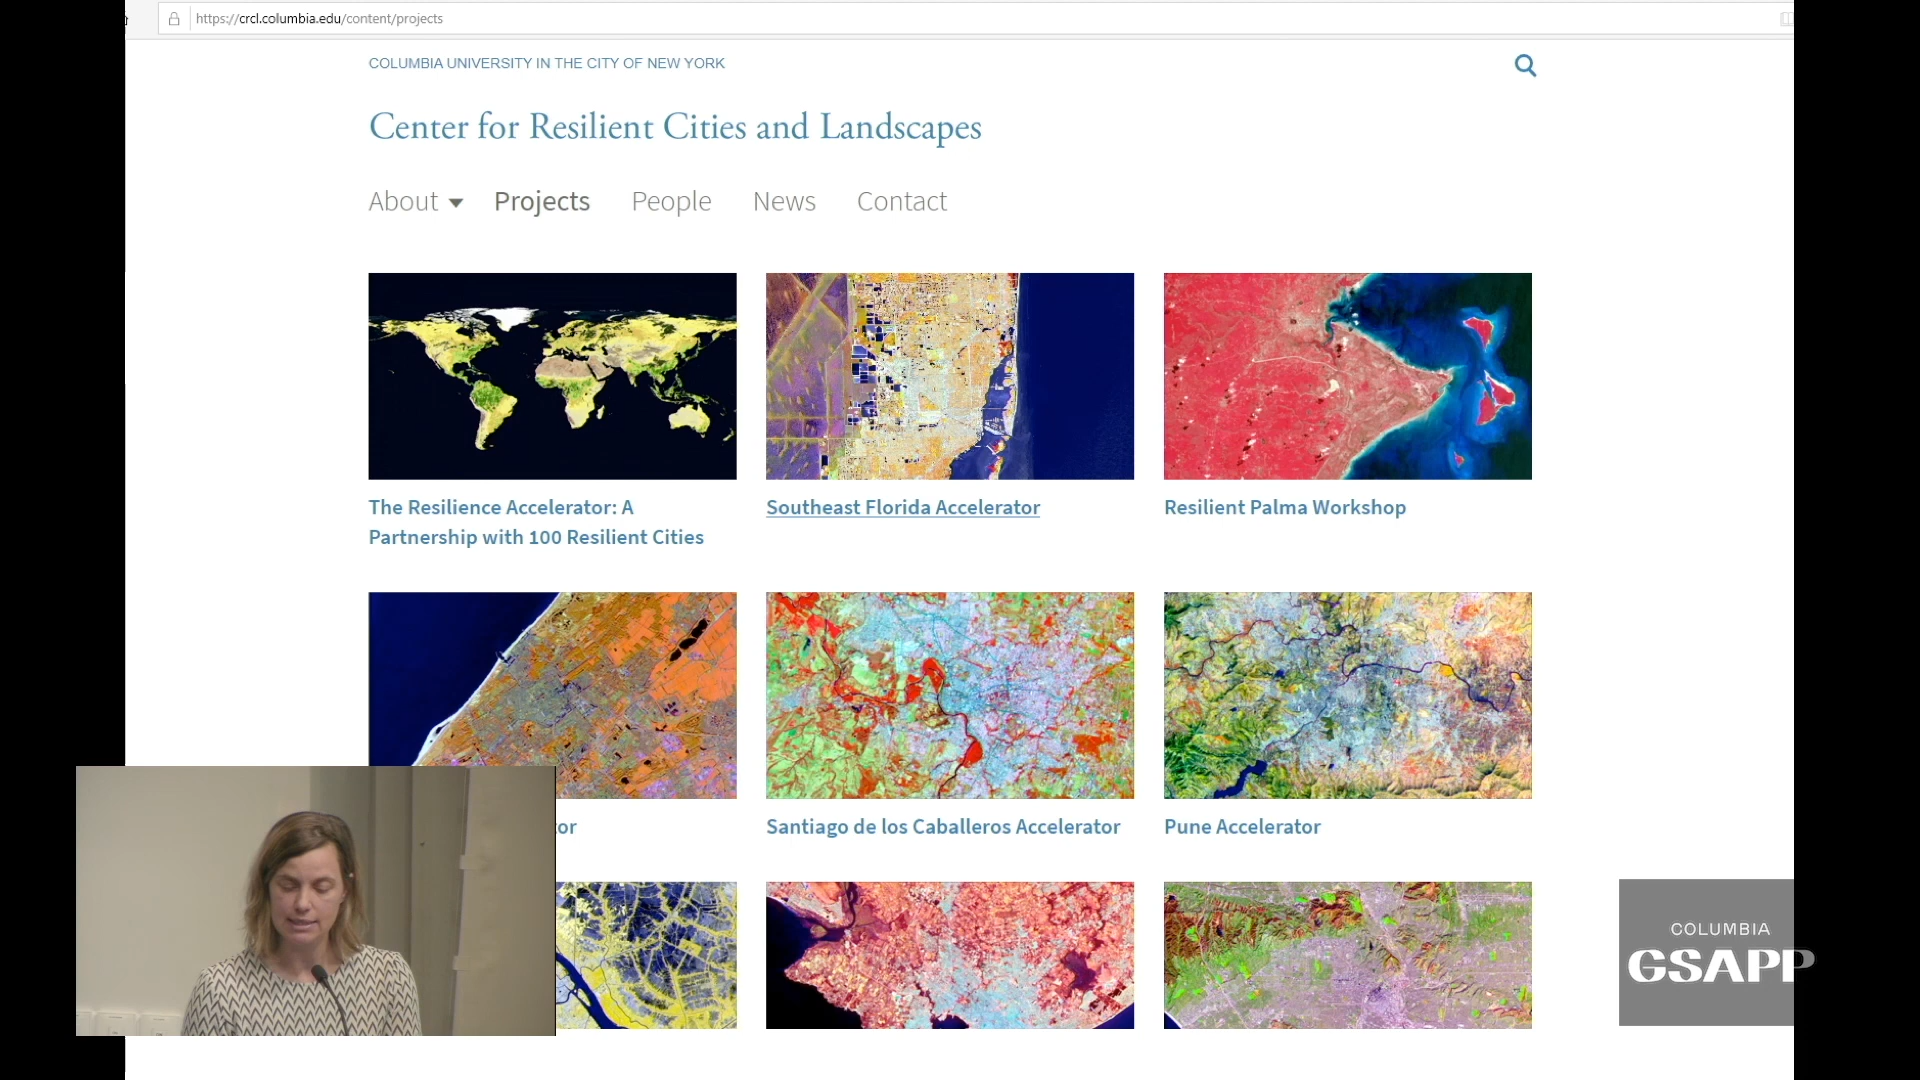 https://crcl.columbia.edu/content/projects
COLUMBIA UNIVERSITY IN THE CITY OF NEW YORK
Center for Resilient Cities and Landscapes
About Projects People News Contact
The Resilience Accelerator: A
Partnership with 100 Resilient Cities
Southeast Florida Accelerator
Resilient Palma Workshop
or
Santiago de los Caballeros Accelerator
Pune Accelerator
COLUMBIA
GSAPP